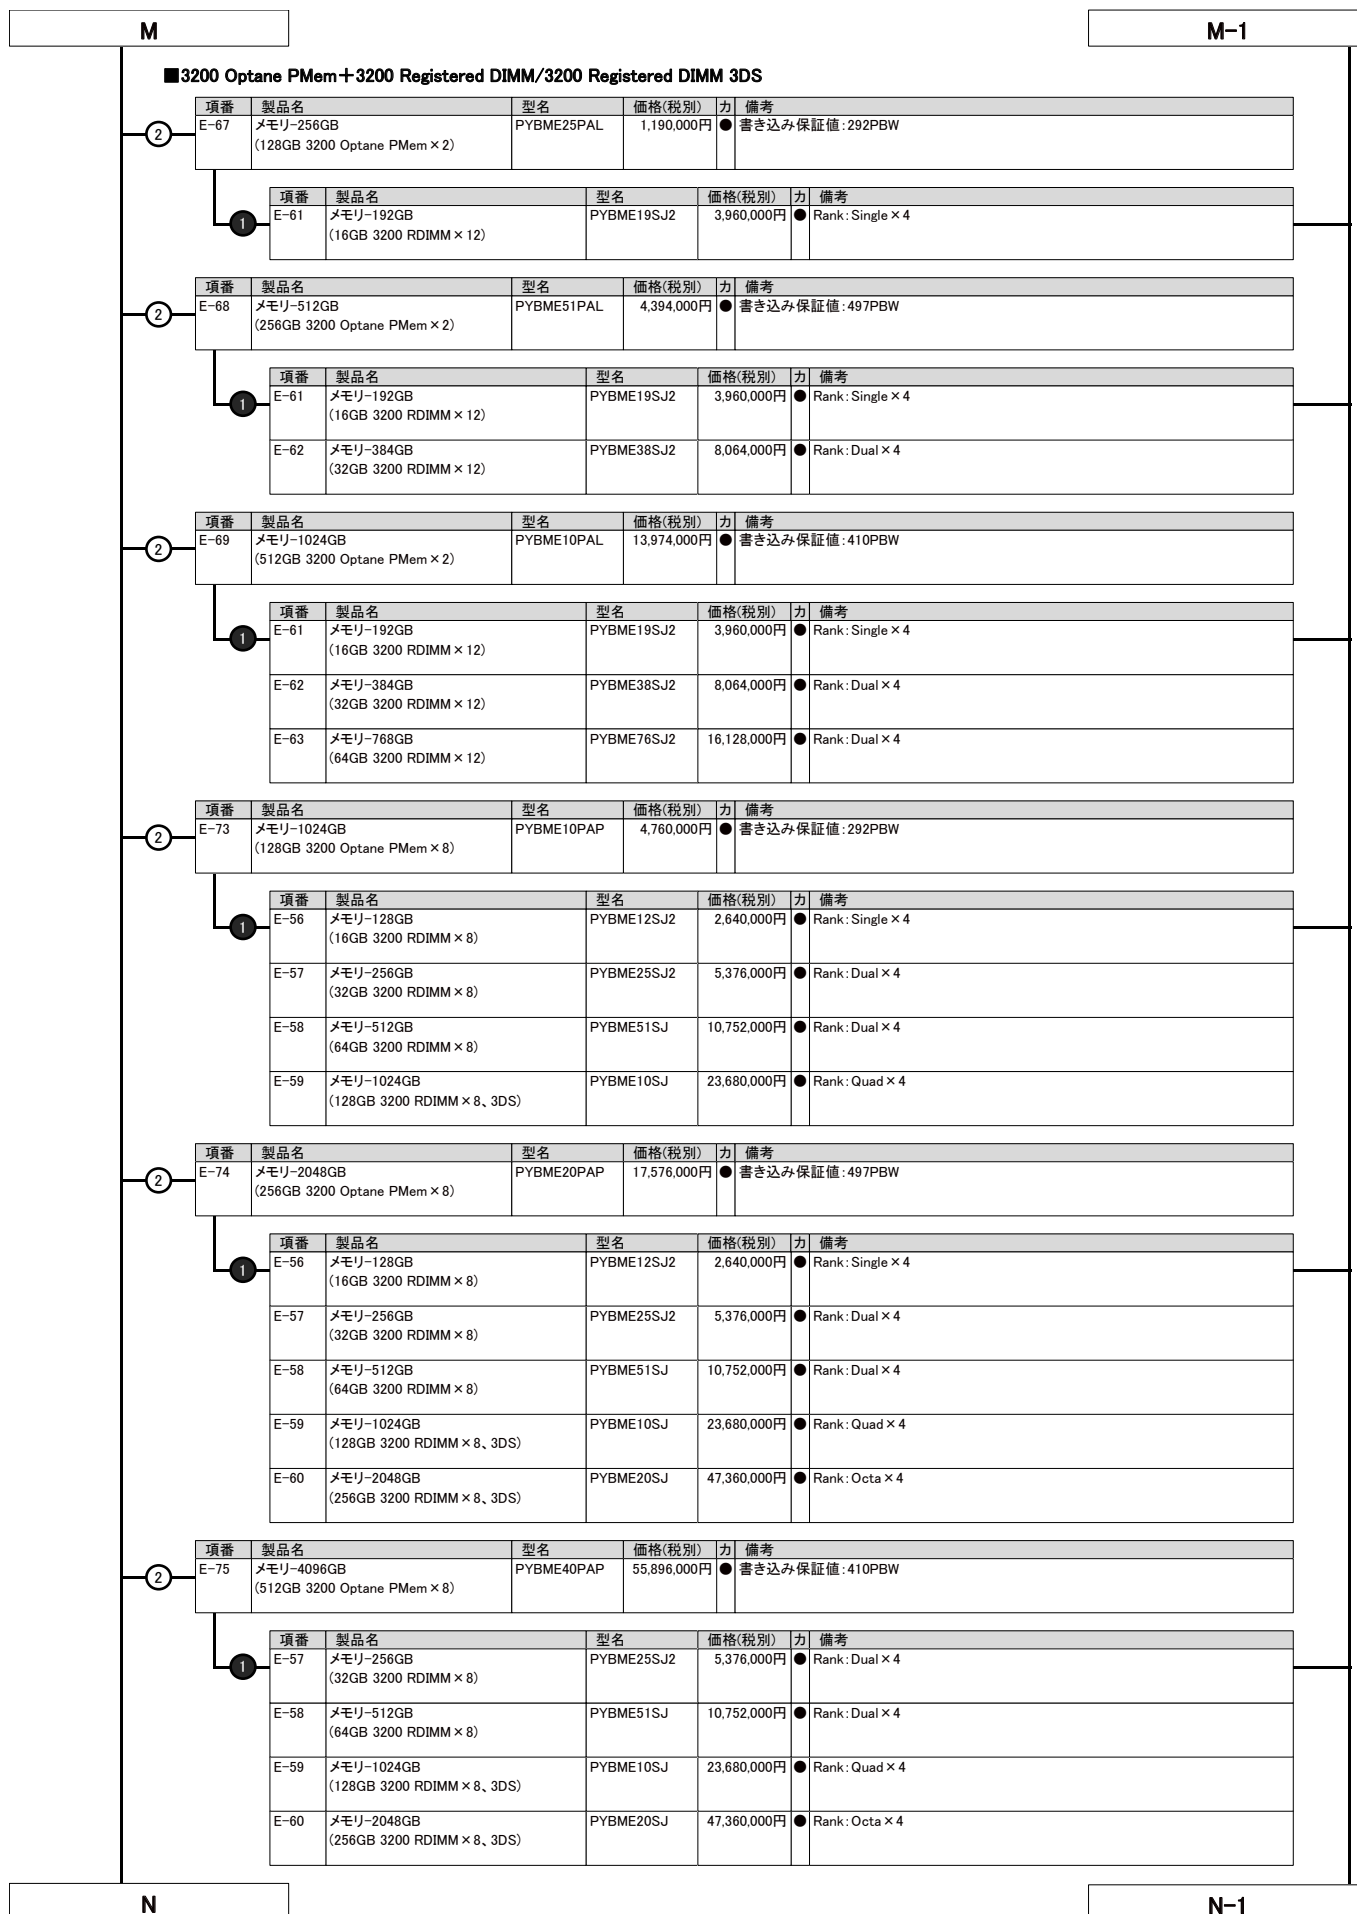 M
M-1
■3200 Optane PMem＋3200 Registered DIMM/3200 Registered DIMM 3DS
項番 製品名 型名 価格(税別) カ 備考
② E-67 メモリ-256GB PYBME25PAL 1,190,000円 ● 書き込み保証値：292PBW
(128GB 3200 Optane PMem×2)
項番 製品名 型名 価格(税別) カ 備考
❶ E-61 メモリ-192GB PYBME19SJ2 3,960,000円 ● Rank：Single×4
(16GB 3200 RDIMM×12)
項番 製品名 型名 価格(税別) カ 備考
② E-68 メモリ-512GB PYBME51PAL 4,394,000円 ● 書き込み保証値：497PBW
(256GB 3200 Optane PMem×2)
項番 製品名 型名 価格(税別) カ 備考
❶ E-61 メモリ-192GB PYBME19SJ2 3,960,000円 ● Rank：Single×4
(16GB 3200 RDIMM×12)
E-62 メモリ-384GB PYBME38SJ2 8,064,000円 ● Rank：Dual×4
(32GB 3200 RDIMM×12)
項番 製品名 型名 価格(税別) カ 備考
② E-69 メモリ-1024GB PYBME10PAL 13,974,000円 ● 書き込み保証値：410PBW
(512GB 3200 Optane PMem×2)
項番 製品名 型名 価格(税別) カ 備考
❶ E-61 メモリ-192GB PYBME19SJ2 3,960,000円 ● Rank：Single×4
(16GB 3200 RDIMM×12)
E-62 メモリ-384GB PYBME38SJ2 8,064,000円 ● Rank：Dual×4
(32GB 3200 RDIMM×12)
E-63 メモリ-768GB PYBME76SJ2 16,128,000円 ● Rank：Dual×4
(64GB 3200 RDIMM×12)
項番 製品名 型名 価格(税別) カ 備考
② E-73 メモリ-1024GB PYBME10PAP 4,760,000円 ● 書き込み保証値：292PBW
(128GB 3200 Optane PMem×8)
項番 製品名 型名 価格(税別) カ 備考
❶ E-56 メモリ-128GB PYBME12SJ2 2,640,000円 ● Rank：Single×4
(16GB 3200 RDIMM×8)
E-57 メモリ-256GB PYBME25SJ2 5,376,000円 ● Rank：Dual×4
(32GB 3200 RDIMM×8)
E-58 メモリ-512GB PYBME51SJ 10,752,000円 ● Rank：Dual×4
(64GB 3200 RDIMM×8)
E-59 メモリ-1024GB PYBME10SJ 23,680,000円 ● Rank：Quad×4
(128GB 3200 RDIMM×8、3DS)
項番 製品名 型名 価格(税別) カ 備考
② E-74 メモリ-2048GB PYBME20PAP 17,576,000円 ● 書き込み保証値：497PBW
(256GB 3200 Optane PMem×8)
項番 製品名 型名 価格(税別) カ 備考
❶ E-56 メモリ-128GB PYBME12SJ2 2,640,000円 ● Rank：Single×4
(16GB 3200 RDIMM×8)
E-57 メモリ-256GB PYBME25SJ2 5,376,000円 ● Rank：Dual×4
(32GB 3200 RDIMM×8)
E-58 メモリ-512GB PYBME51SJ 10,752,000円 ● Rank：Dual×4
(64GB 3200 RDIMM×8)
E-59 メモリ-1024GB PYBME10SJ 23,680,000円 ● Rank：Quad×4
(128GB 3200 RDIMM×8、3DS)
E-60 メモリ-2048GB PYBME20SJ 47,360,000円 ● Rank：Octa×4
(256GB 3200 RDIMM×8、3DS)
項番 製品名 型名 価格(税別) カ 備考
② E-75 メモリ-4096GB PYBME40PAP 55,896,000円 ● 書き込み保証値：410PBW
(512GB 3200 Optane PMem×8)
項番 製品名 型名 価格(税別) カ 備考
❶ E-57 メモリ-256GB PYBME25SJ2 5,376,000円 ● Rank：Dual×4
(32GB 3200 RDIMM×8)
E-58 メモリ-512GB PYBME51SJ 10,752,000円 ● Rank：Dual×4
(64GB 3200 RDIMM×8)
E-59 メモリ-1024GB PYBME10SJ 23,680,000円 ● Rank：Quad×4
(128GB 3200 RDIMM×8、3DS)
E-60 メモリ-2048GB PYBME20SJ 47,360,000円 ● Rank：Octa×4
(256GB 3200 RDIMM×8、3DS)
N
N-1